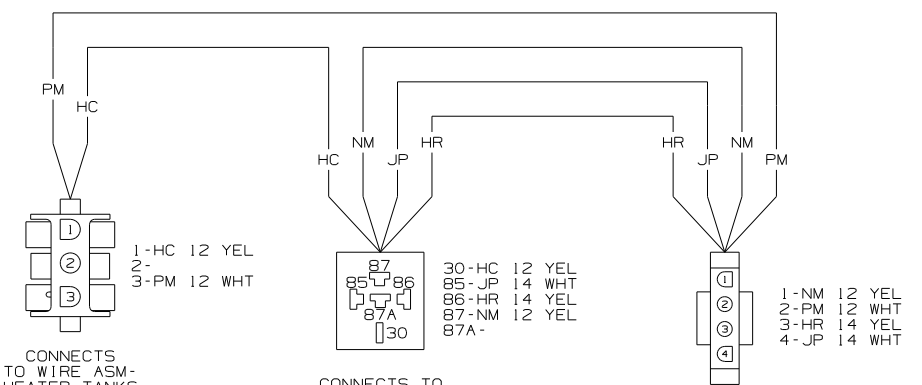 PM
HC
HC
NM
JP
HR
HR
JP
NM
PM
1
2
3
1-HC 12 YEL
2-
3-PM 12 WHT
87
85 86
87A
30
30-HC 12 YEL
85-JP 14 WHT
86-HR 14 YEL
87-NM 12 YEL
87A-
1
2
3
4
1-NM 12 YEL
2-PM 12 WHT
3-HR 14 YEL
4-JP 14 WHT
CONNECTS
TO WIRE ASM-
HEATER TANKS
CONNECTS TO